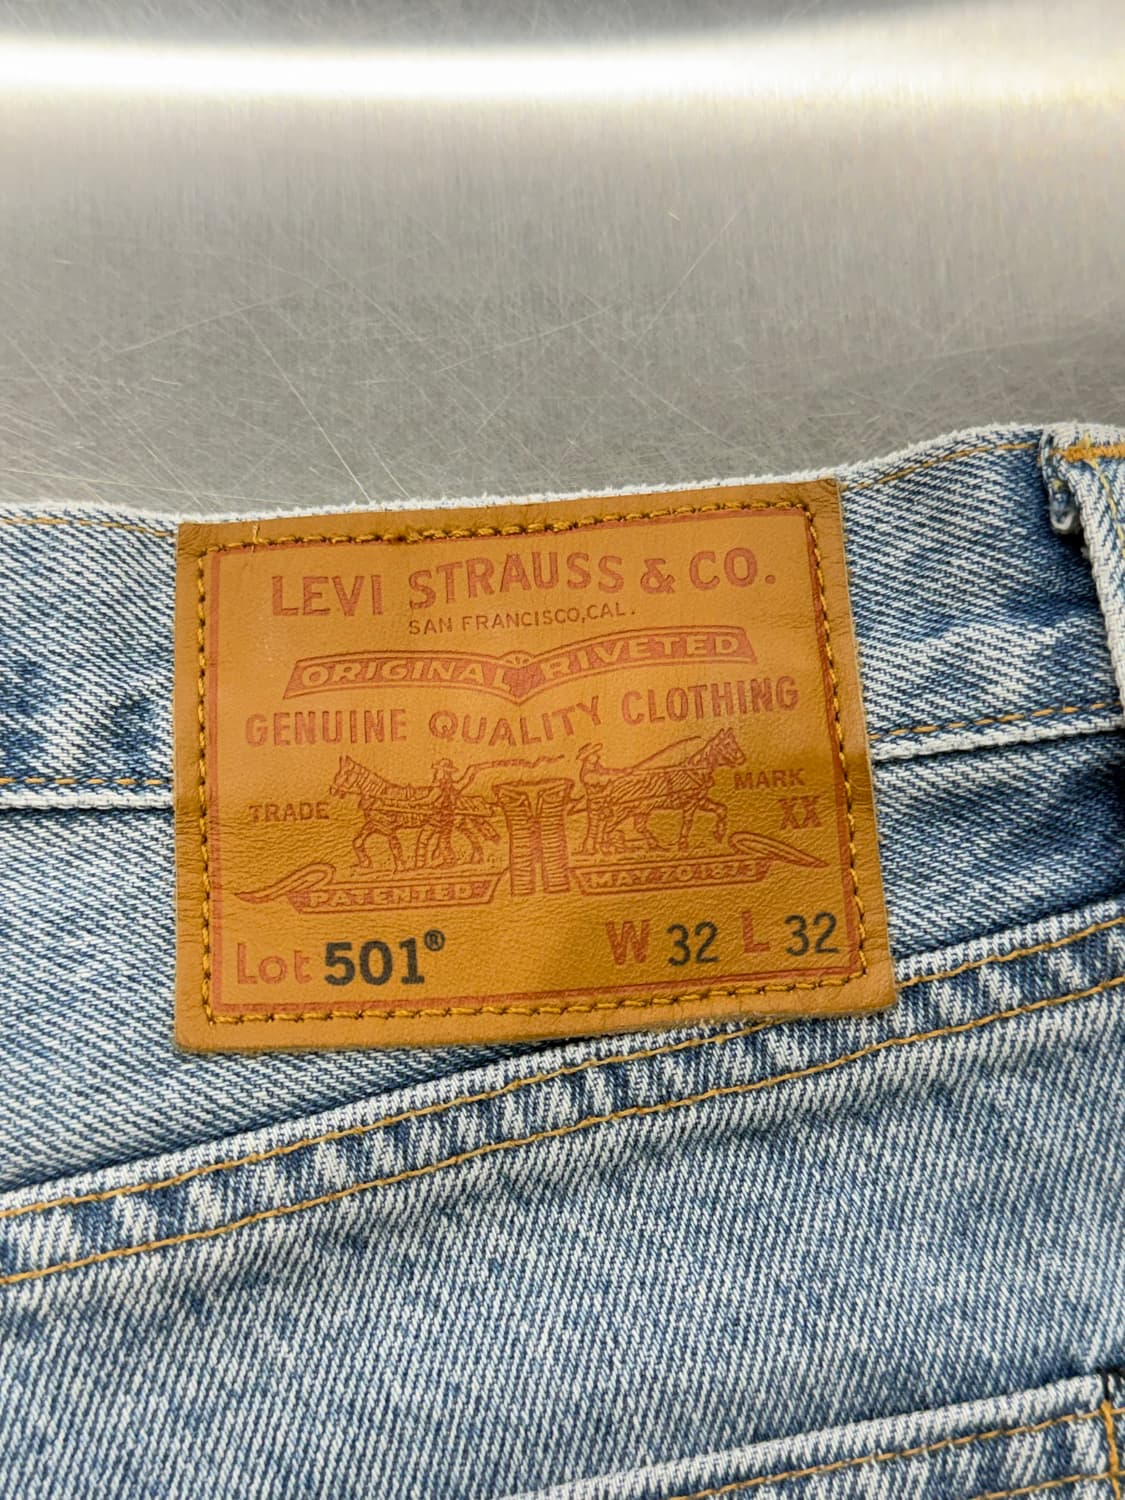 LEVI STRAUSS & CO.
SAN FRANCISCO, CAL.
ORIGINAL RIVETED
GENUINE QUALITY CLOTHING
TRADE MARK
XX
PATENTED MAY 20 1873
Lot 501® W 32 L 32